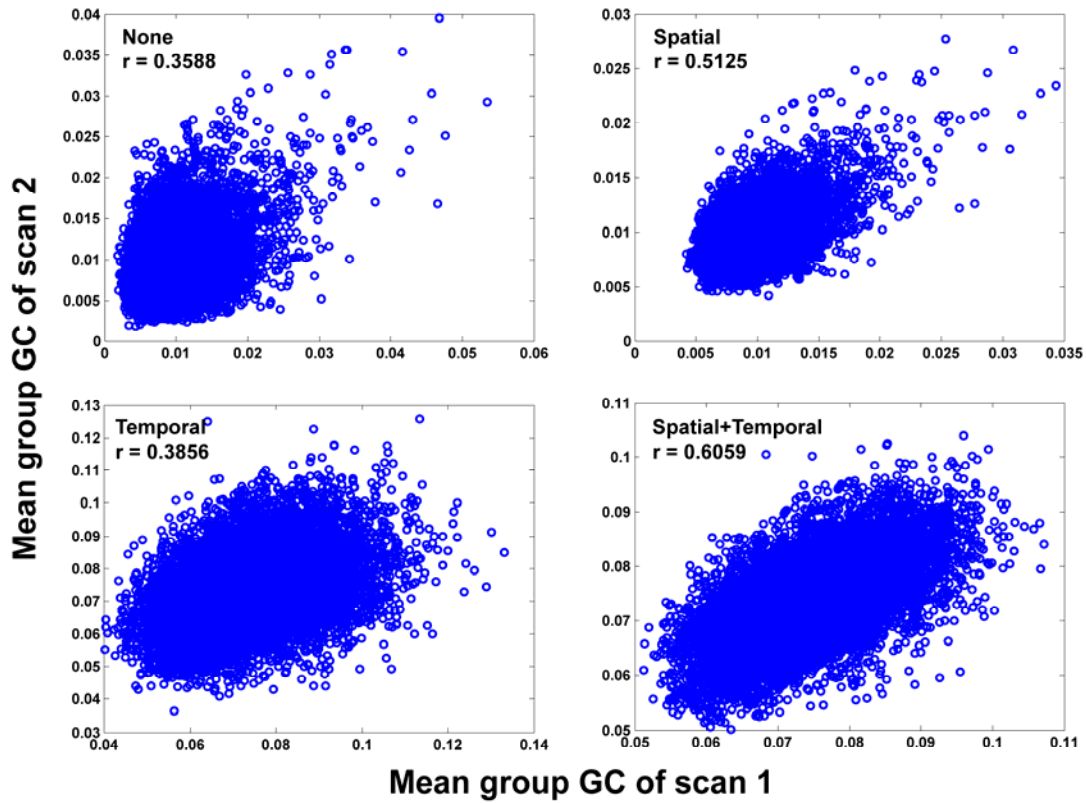 Mean group GC of scan 2
None
r = 0.3588
0.04
0.035
0.03
0.025
0.02
0.015
0.01
0.005
0
0 0.01 0.02 0.03 0.04 0.05 0.06
Spatial
r = 0.5125
0.03
0.025
0.02
0.015
0.01
0.005
0
0 0.005 0.01 0.015 0.02 0.025 0.03 0.035
Temporal
r = 0.3856
0.13
0.12
0.11
0.1
0.09
0.08
0.07
0.06
0.05
0.04
0.03
0.04 0.06 0.08 0.1 0.12 0.14
Spatial+Temporal
r = 0.6059
0.11
0.1
0.09
0.08
0.07
0.06
0.05
0.05 0.06 0.07 0.08 0.09 0.1 0.11
Mean group GC of scan 1